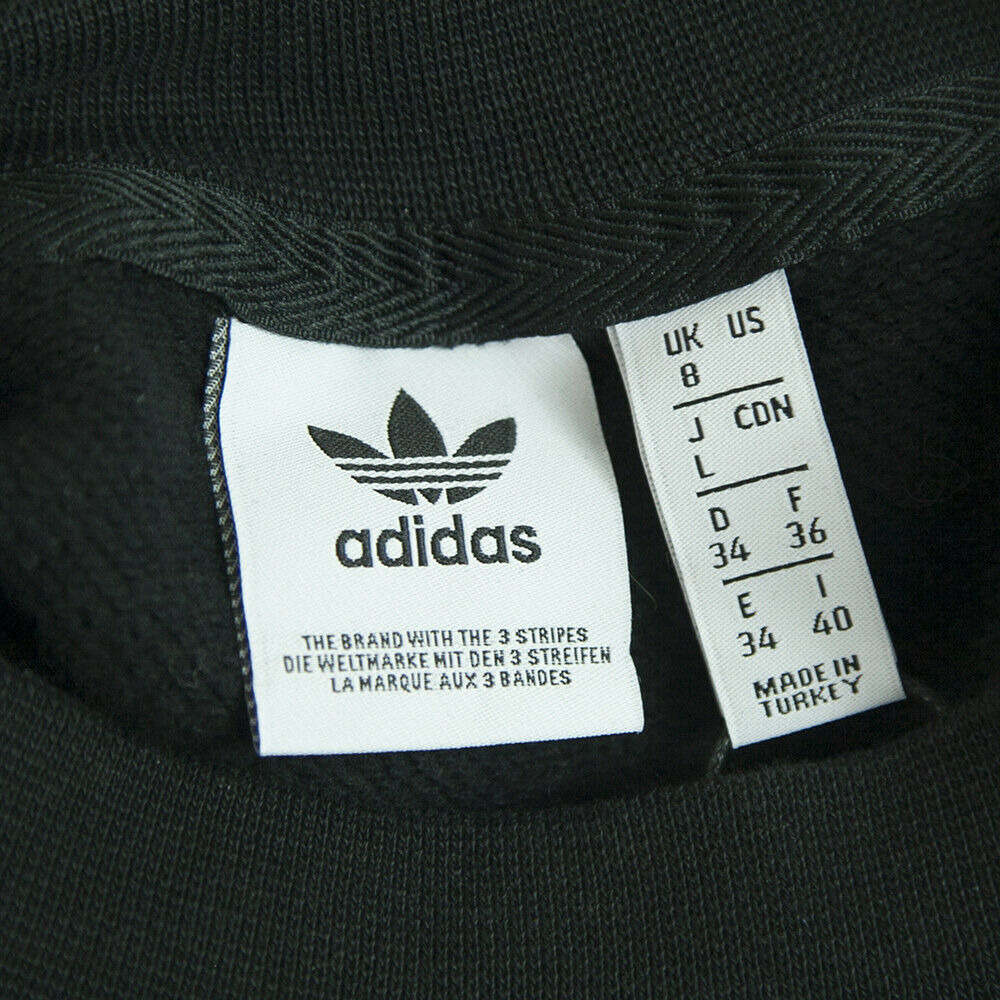 adidas
THE BRAND WITH THE 3 STRIPES
DIE WELTMARKE MIT DEN 3 STREIFEN
LA MARQUE AUX 3 BANDES
UK US
8
J CDN
L
D F
34 36
E I
34 40
MADE IN
TURKEY